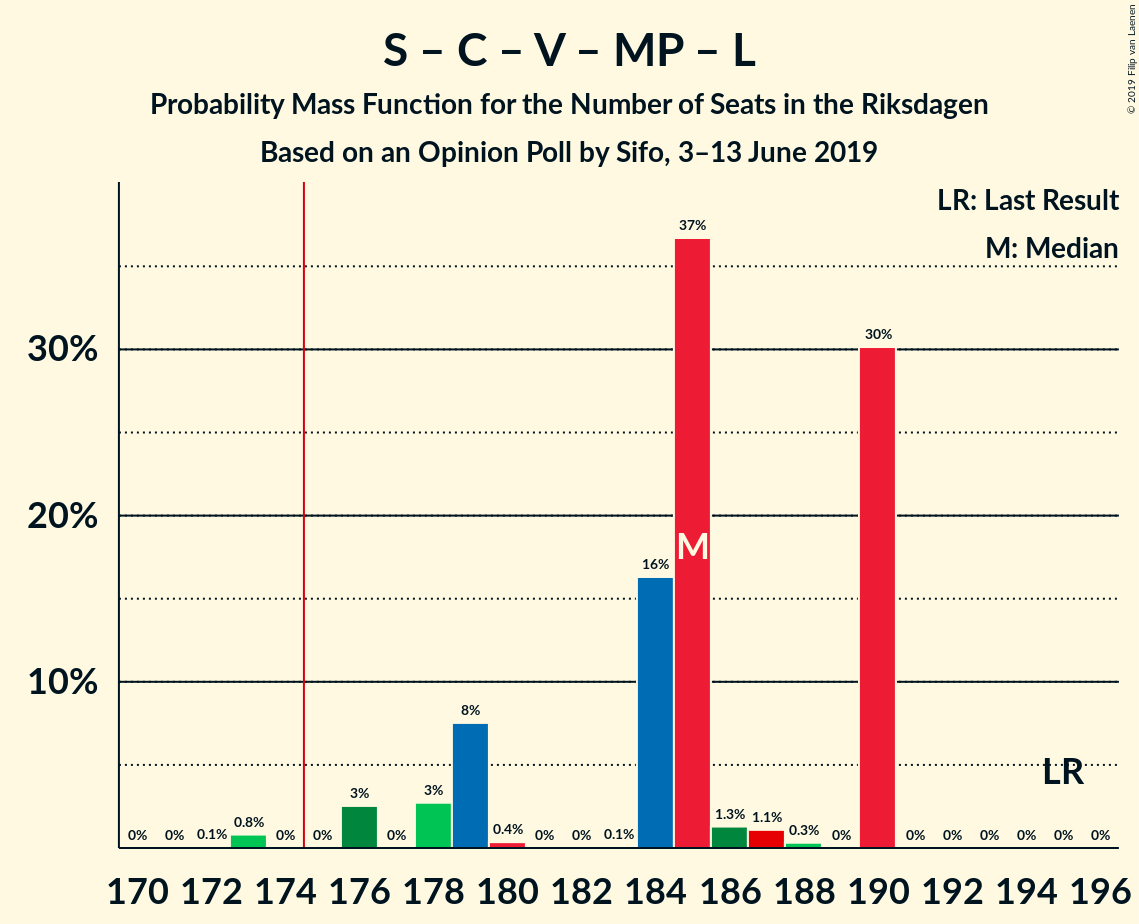 S – C – V – MP – L
Probability Mass Function for the Number of Seats in the Riksdagen
Based on an Opinion Poll by Sifo, 3–13 June 2019
© 2019 Filip van Laenen
LR: Last Result
M: Median
37%
30%
30%
20%
M
16%
10%
8%
LR
3%
3%
0% 0% 0.1% 0.8% 0% 0% 0% 0.4% 0% 0% 0.1% 1.3% 1.1% 0.3% 0% 0% 0% 0% 0% 0% 0%
170 172 174 176 178 180 182 184 186 188 190 192 194 196